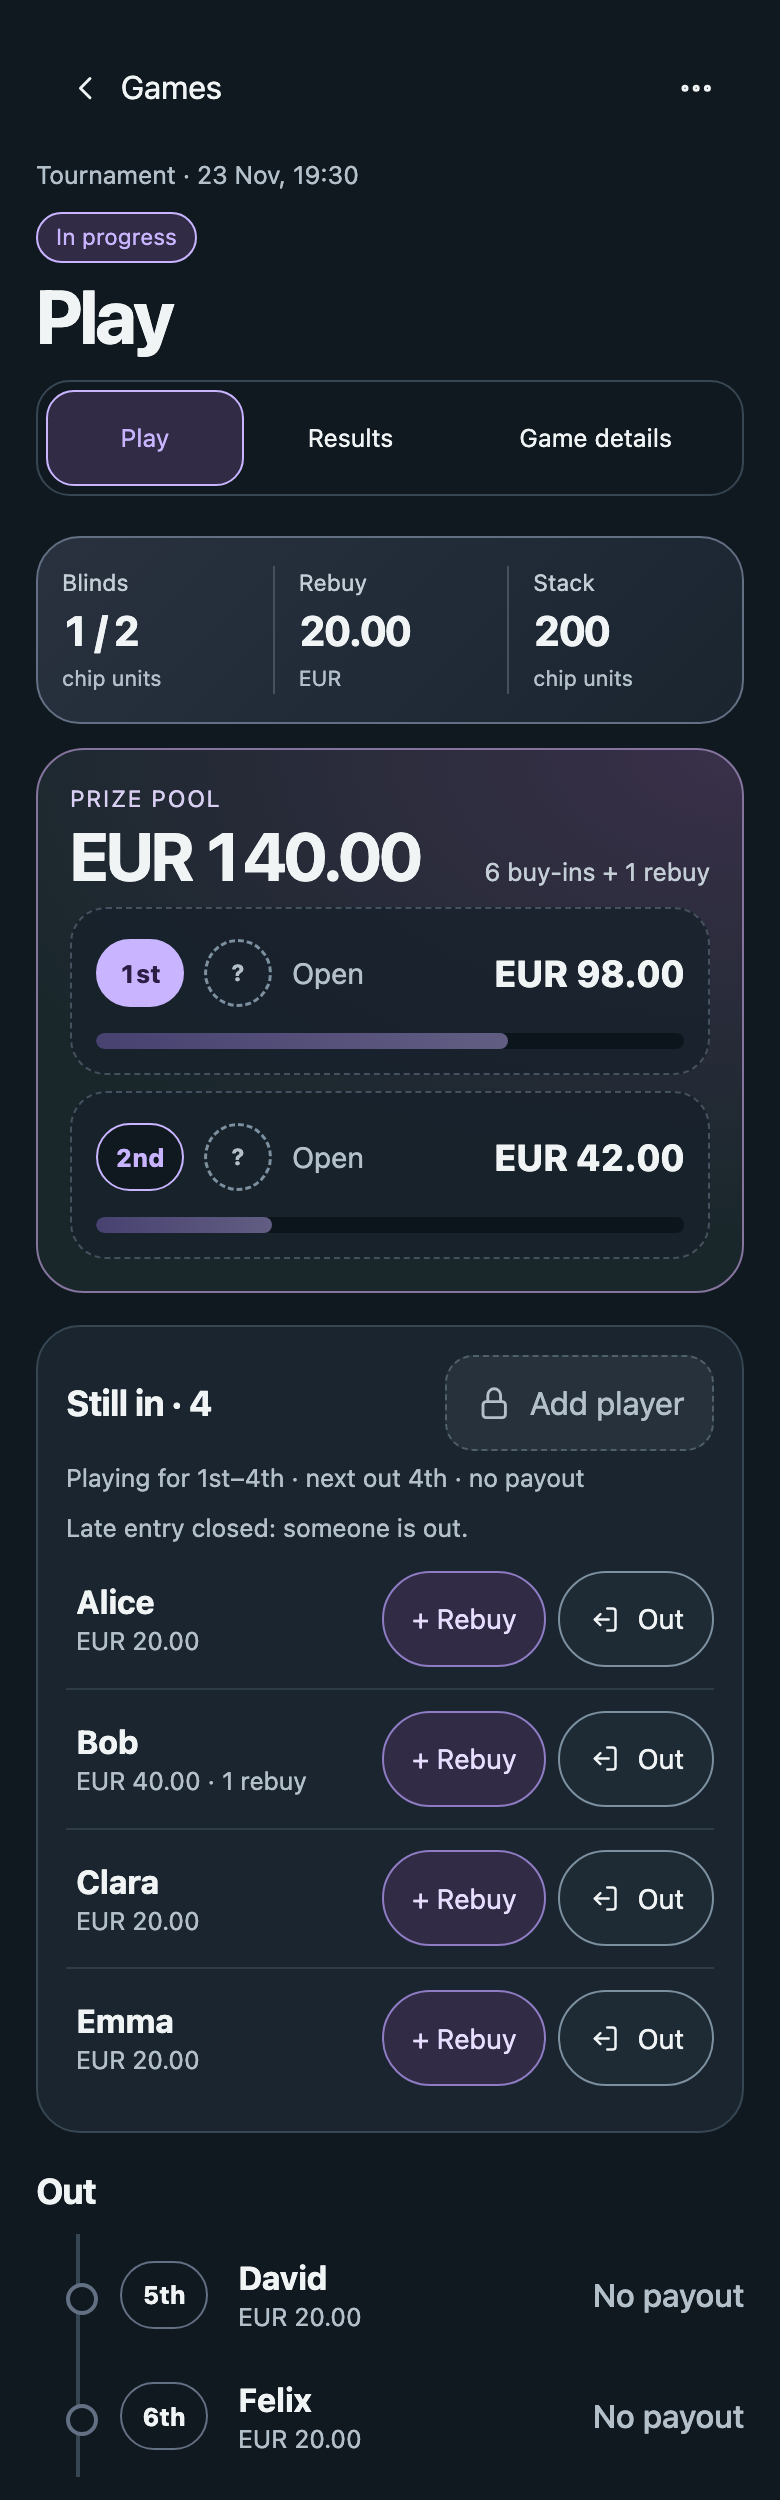 Games
Tournament · 23 Nov, 19:30
In progress
Play
Play Results Game details
Blinds Rebuy Stack
1 / 2 20.00 200
chip units EUR chip units
PRIZE POOL
EUR 140.00 6 buy-ins + 1 rebuy
1st ? Open EUR 98.00
2nd ? Open EUR 42.00
Still in · 4 Add player
Playing for 1st–4th · next out 4th · no payout
Late entry closed: someone is out.
Alice
EUR 20.00
+ Rebuy Out
Bob
EUR 40.00 · 1 rebuy
+ Rebuy Out
Clara
EUR 20.00
+ Rebuy Out
Emma
EUR 20.00
+ Rebuy Out
Out
5th David No payout
EUR 20.00
6th Felix No payout
EUR 20.00